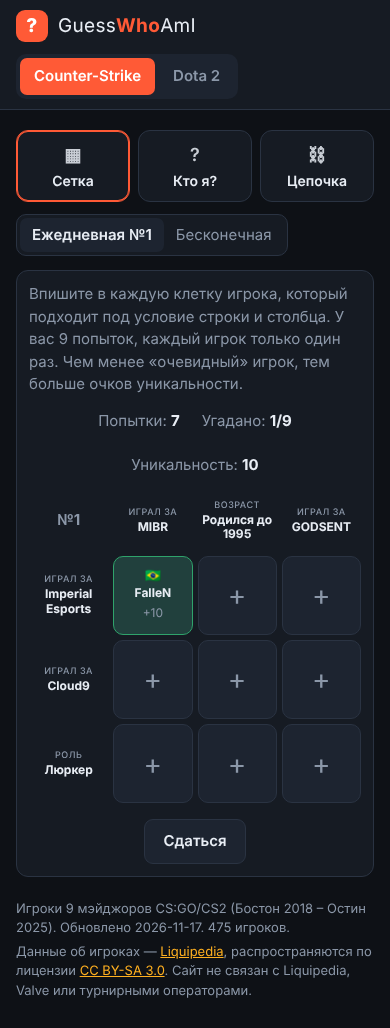 ? GuessWhoAmI
Counter-Strike Dota 2
? 
Сетка Кто я? Цепочка
Ежедневная №1 Бесконечная
Впишите в каждую клетку игрока, который
подходит под условие строки и столбца. У
вас 9 попыток, каждый игрок только один
раз. Чем менее «очевидный» игрок, тем
больше очков уникальности.
Попытки: 7 Угадано: 1/9
Уникальность: 10
№1
ИГРАЛ ЗА
MIBR
ВОЗРАСТ
Родился до
1995
ИГРАЛ ЗА
GODSENT
ИГРАЛ ЗА
Imperial
Esports
FalleN
+10
+ +
ИГРАЛ ЗА
Cloud9
+ + +
РОЛЬ
Люркер
+ + +
Сдаться
Игроки 9 мэйджоров CS:GO/CS2 (Бостон 2018 – Остин
2025). Обновлено 2026-11-17. 475 игроков.
Данные об игроках — Liquipedia, распространяются по
лицензии CC BY-SA 3.0. Сайт не связан с Liquipedia,
Valve или турнирными операторами.